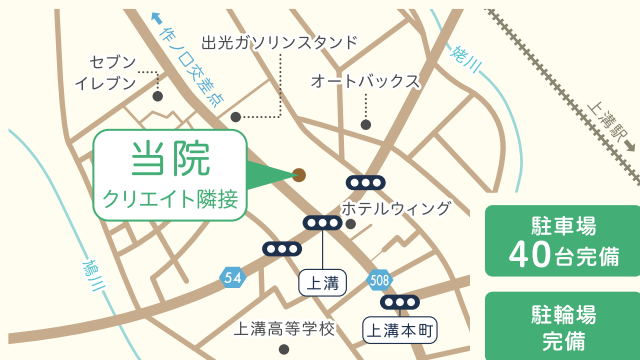 作ノ口交差点
出光ガソリンスタンド
セブン
イレブン
オートバックス
姥川
上溝駅
当院
クリエイト隣接
ホテルウィング
鳩川
54
上溝
508
上溝本町
上溝高等学校
駐車場
40台完備
駐輪場
完備